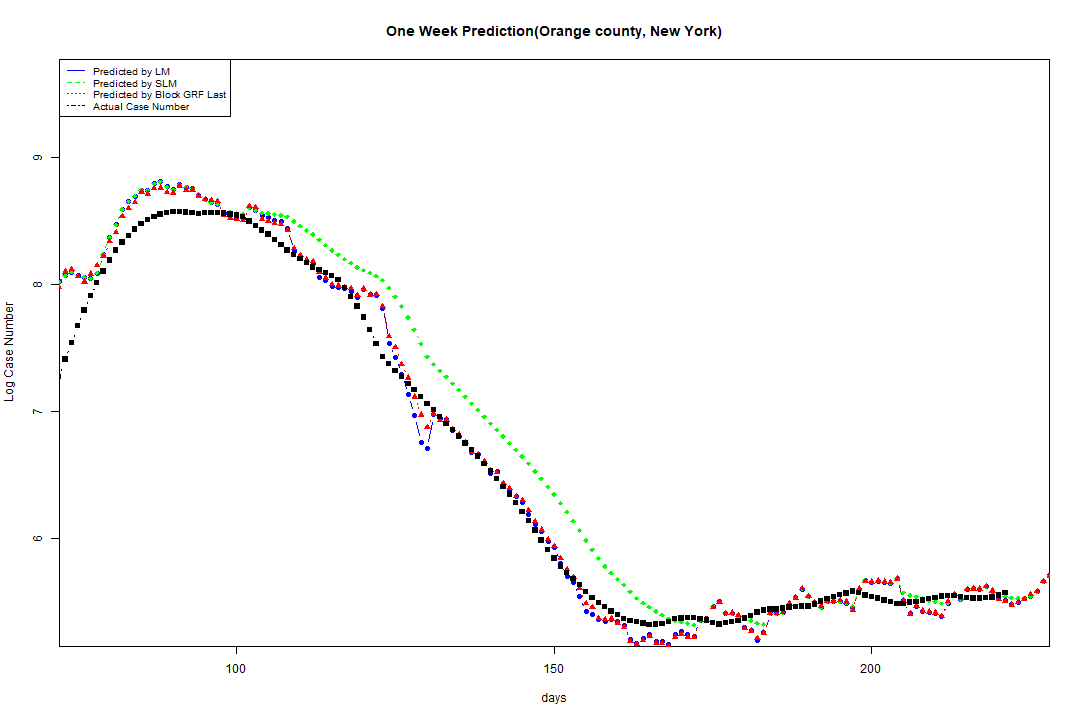 One Week Prediction(Orange county, New York)
Predicted by LM
Predicted by SLM
Predicted by Block GRF Last
Actual Case Number
9
8
7
6
Log Case Number
100 150 200
days